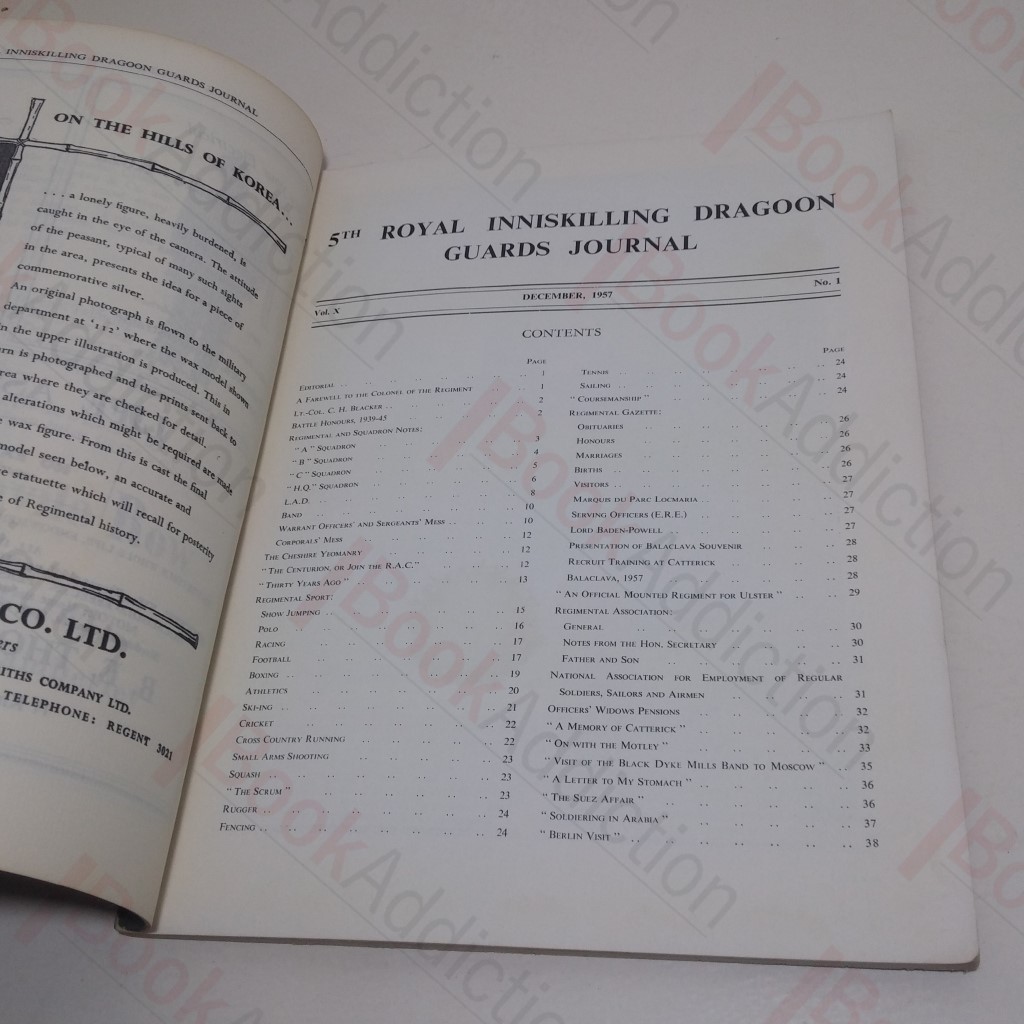 INNISKILLING DRAGOON GUARDS JOURNAL
ON THE HILLS OF KOREA...
. . . a lonely figure, heavily burdened, is
caught in the eye of the camera. The attitude
of the peasant, typical of many such sights
in the area, presents the idea for a piece of
commemorative silver.
An original photograph is flown to the military
department at '112' where the wax model shown
in the upper illustration is produced. This in
is photographed and the prints sent back to
where they are checked for detail.
alterations which might be required are made
wax figure. From this is cast the final
model seen below, an accurate and
statuette which will recall for posterity
of Regimental history.
CO. LTD.
COMPANY LTD.
TELEPHONE: REGENT 3021
5TH ROYAL INNISKILLING DRAGOON
GUARDS JOURNAL
Vol. X DECEMBER, 1957 No. 1
CONTENTS
PAGE
EDITORIAL .. 1
A FAREWELL TO THE COLONEL OF THE REGIMENT 1
LT.-COL. C. H. BLACKER .. 2
BATTLE HONOURS, 1939-45 2
REGIMENTAL AND SQUADRON NOTES:
"A" SQUADRON .. 3
"B" SQUADRON .. 4
"C" SQUADRON .. 5
"H.Q." SQUADRON .. 6
L.A.D. .. 8
BAND .. 10
WARRANT OFFICERS' AND SERGEANTS' MESS .. 10
CORPORALS' MESS .. 12
THE CHESHIRE YEOMANRY .. 12
"THE CENTURION, OR JOIN THE R.A.C." .. 12
"THIRTY YEARS AGO" .. 13
REGIMENTAL SPORT:
SHOW JUMPING .. 15
POLO .. 16
RACING .. 17
FOOTBALL .. 17
BOXING .. 19
ATHLETICS .. 20
SKI-ING .. 21
CRICKET .. 22
CROSS COUNTRY RUNNING .. 22
SMALL ARMS SHOOTING .. 23
SQUASH .. 23
"THE SCRUM" .. 23
RUGGER .. 24
FENCING .. 24
PAGE
TENNIS .. 24
SAILING .. 24
"COURSEMANSHIP" .. 24
REGIMENTAL GAZETTE:
OBITUARIES .. 26
HONOURS .. 26
MARRIAGES .. 26
BIRTHS .. 26
VISITORS .. 27
MARQUIS DU PARC LOCMARIA .. 27
SERVING OFFICERS (E.R.E.) .. 27
LORD BADEN-POWELL .. 27
PRESENTATION OF BALACLAVA SOUVENIR .. 28
RECRUIT TRAINING AT CATTERICK .. 28
BALACLAVA, 1957 .. 28
"AN OFFICIAL MOUNTED REGIMENT FOR ULSTER" .. 29
REGIMENTAL ASSOCIATION:
GENERAL .. 30
NOTES FROM THE HON. SECRETARY .. 30
FATHER AND SON .. 31
NATIONAL ASSOCIATION FOR EMPLOYMENT OF REGULAR
SOLDIERS, SAILORS AND AIRMEN .. 31
OFFICERS' WIDOWS PENSIONS .. 32
"A MEMORY OF CATTERICK" .. 32
"ON WITH THE MOTLEY" .. 33
"VISIT OF THE BLACK DYKE MILLS BAND TO MOSCOW" .. 35
"A LETTER TO MY STOMACH" .. 36
"THE SUEZ AFFAIR" .. 36
"SOLDIERING IN ARABIA" .. 37
"BERLIN VISIT" .. 38
BookAddiction